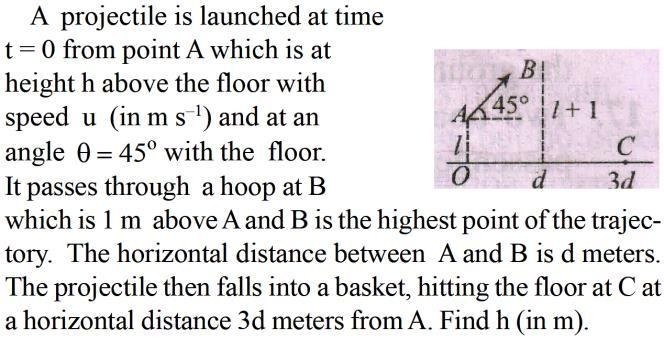 A projectile is launched at time
t = 0 from point A which is at
height h above the floor with
speed u (in m s⁻¹) and at an
angle θ = 45° with the floor.
It passes through a hoop at B
which is 1 m above A and B is the highest point of the trajec-
tory. The horizontal distance between A and B is d meters.
The projectile then falls into a basket, hitting the floor at C at
a horizontal distance 3d meters from A. Find h (in m).
B
A 45° l + 1
l C
O d 3d